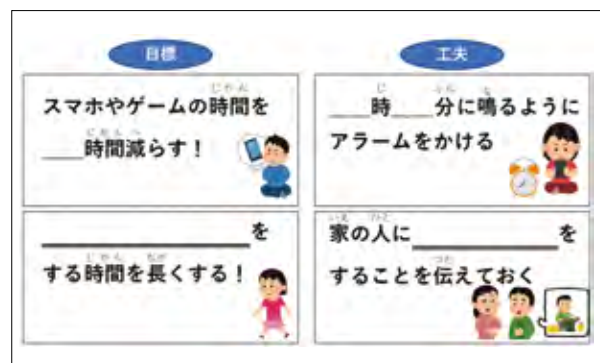 目標
スマホやゲームの時間を
____時間減らす！
____________を
する時間を長くする！
工夫
____時____分に鳴るように
アラームをかける
家の人に____________を
することを伝えておく